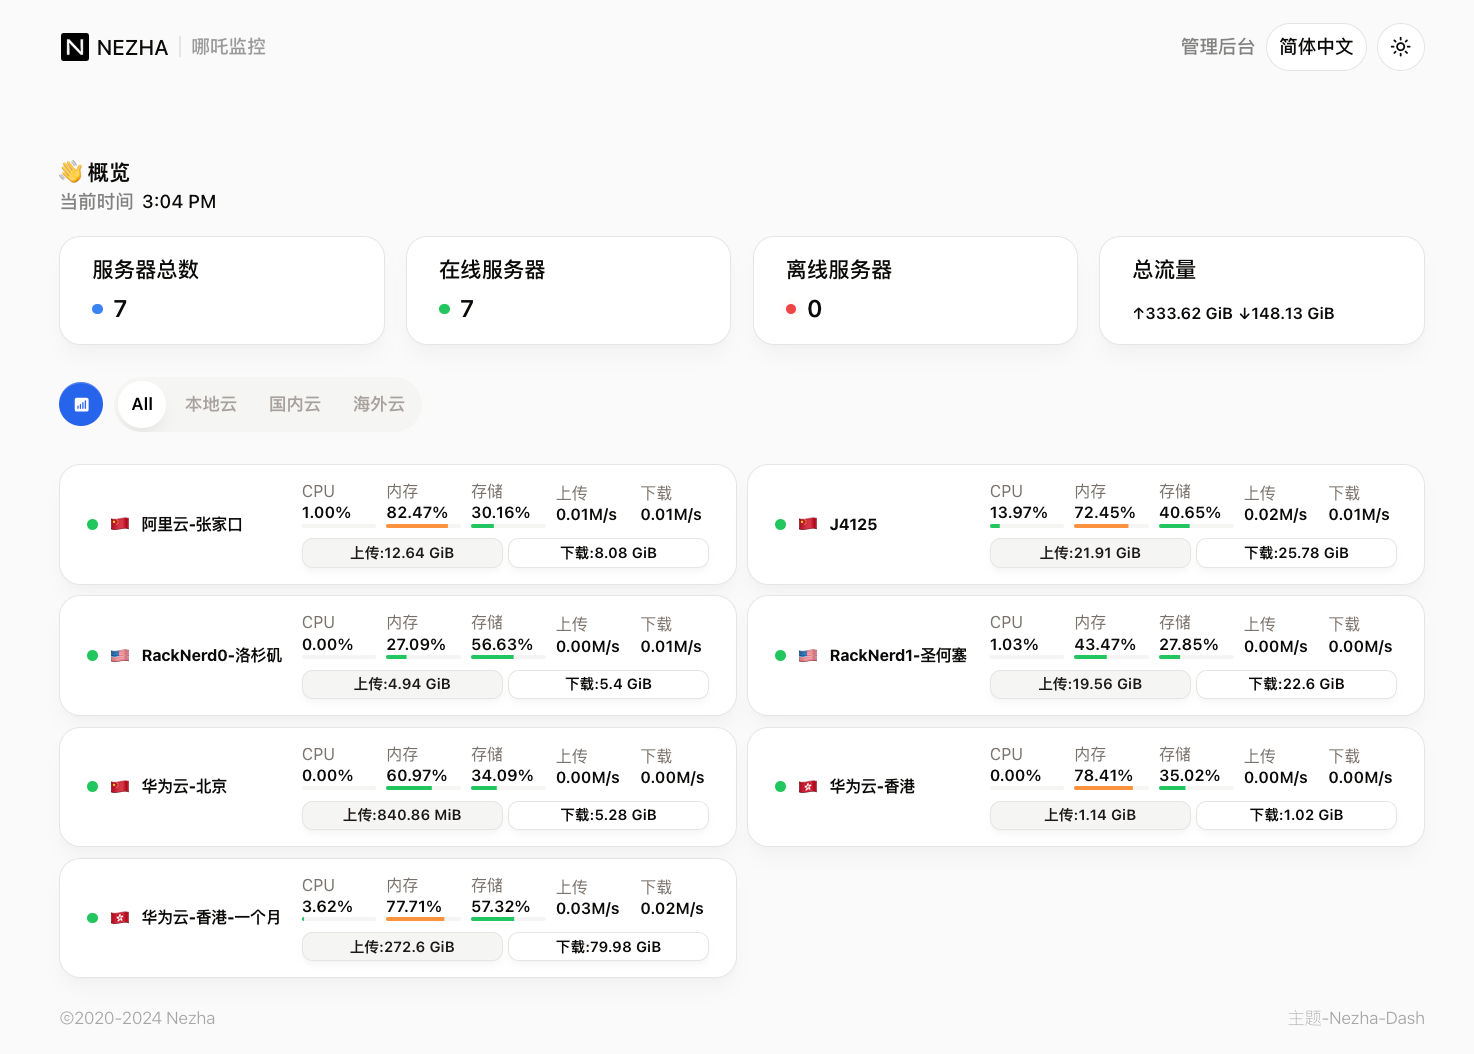 N NEZHA 哪吒监控 管理后台 简体中文
👋 概览
当前时间 3:04 PM
服务器总数 在线服务器 离线服务器 总流量
7 7 0 ↑333.62 GiB ↓148.13 GiB
All 本地云 国内云 海外云
阿里云-张家口
CPU 内存 存储 上传 下载
1.00% 82.47% 30.16% 0.01M/s 0.01M/s
上传:12.64 GiB 下载:8.08 GiB
J4125
CPU 内存 存储 上传 下载
13.97% 72.45% 40.65% 0.02M/s 0.01M/s
上传:21.91 GiB 下载:25.78 GiB
RackNerd0-洛杉矶
CPU 内存 存储 上传 下载
0.00% 27.09% 56.63% 0.00M/s 0.01M/s
上传:4.94 GiB 下载:5.4 GiB
RackNerd1-圣何塞
CPU 内存 存储 上传 下载
1.03% 43.47% 27.85% 0.00M/s 0.00M/s
上传:19.56 GiB 下载:22.6 GiB
华为云-北京
CPU 内存 存储 上传 下载
0.00% 60.97% 34.09% 0.00M/s 0.00M/s
上传:840.86 MiB 下载:5.28 GiB
华为云-香港
CPU 内存 存储 上传 下载
0.00% 78.41% 35.02% 0.00M/s 0.00M/s
上传:1.14 GiB 下载:1.02 GiB
华为云-香港-一个月
CPU 内存 存储 上传 下载
3.62% 77.71% 57.32% 0.03M/s 0.02M/s
上传:272.6 GiB 下载:79.98 GiB
©2020-2024 Nezha 主题-Nezha-Dash